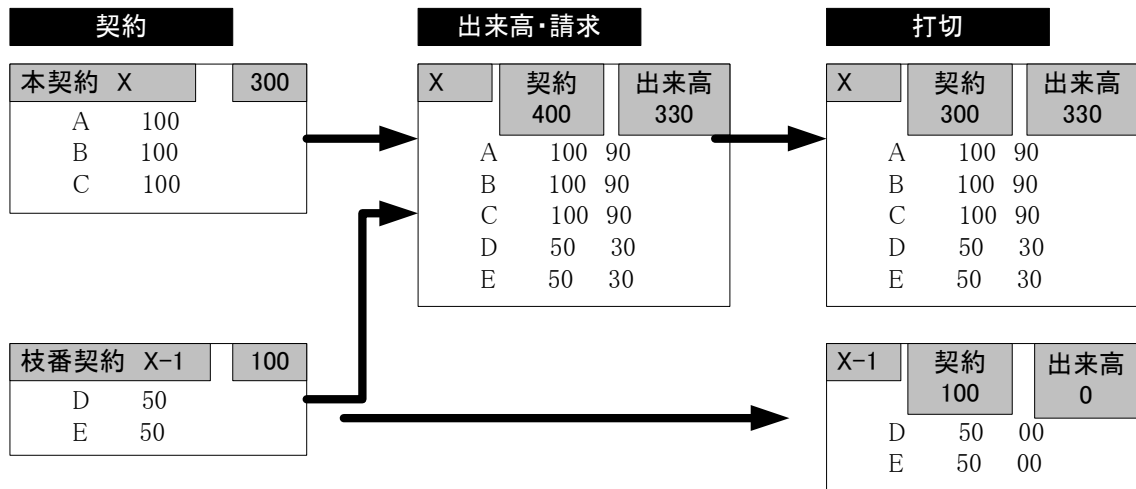 契約
本契約 X 300
A 100
B 100
C 100
枝番契約 X-1 100
D 50
E 50
出来高・請求
X 契約 出来高
400 330
A 100 90
B 100 90
C 100 90
D 50 30
E 50 30
打切
X 契約 出来高
300 330
A 100 90
B 100 90
C 100 90
D 50 30
E 50 30
X-1 契約 出来高
100 0
D 50 00
E 50 00